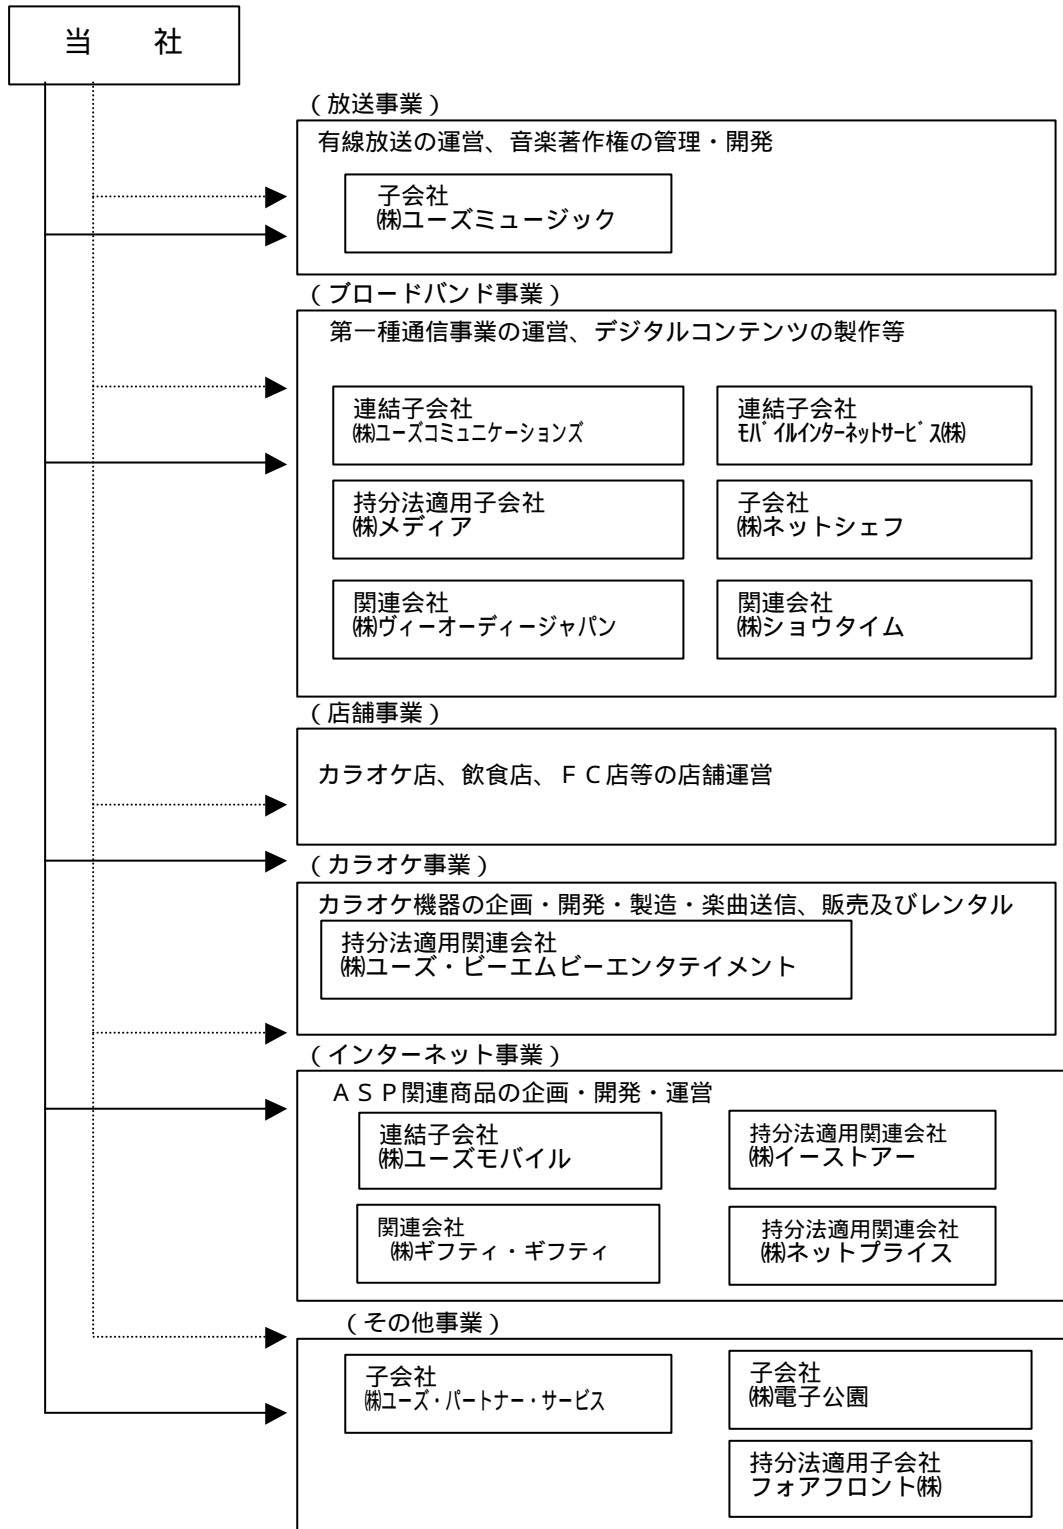 当　　社
（放送事業）
有線放送の運営、音楽著作権の管理・開発
子会社
㈱ユーズミュージック
（ブロードバンド事業）
第一種通信事業の運営、デジタルコンテンツの製作等
連結子会社
㈱ユーズコミュニケーションズ
連結子会社
ﾓﾊﾞｲﾙインターネットサービス㈱
持分法適用子会社
㈱メディア
子会社
㈱ネットシェフ
関連会社
㈱ヴィーオーディージャパン
関連会社
㈱ショウタイム
（店舗事業）
カラオケ店、飲食店、ＦＣ店等の店舗運営
（カラオケ事業）
カラオケ機器の企画・開発・製造・楽曲送信、販売及びレンタル
持分法適用関連会社
㈱ユーズ・ビーエムビーエンタテイメント
（インターネット事業）
ＡＳＰ関連商品の企画・開発・運営
連結子会社
㈱ユーズモバイル
持分法適用関連会社
㈱イーストアー
関連会社
㈱ギフティ・ギフティ
持分法適用関連会社
㈱ネットプライス
（その他事業）
子会社
㈱ユーズ・パートナー・サービス
子会社
㈱電子公園
持分法適用子会社
フォアフロント㈱